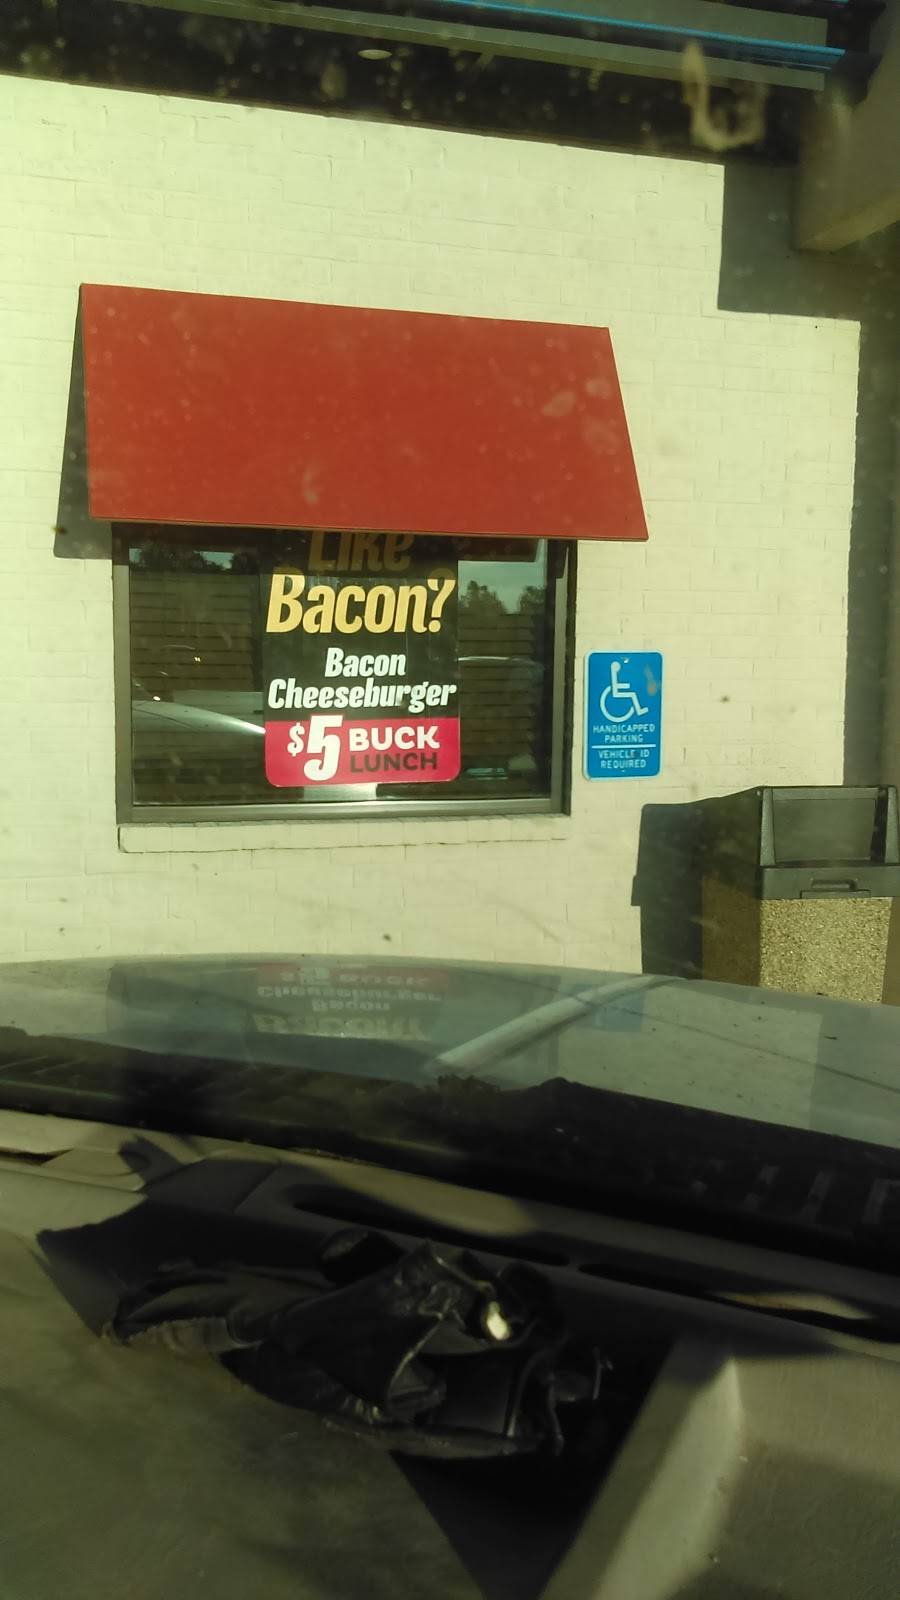 Like
Bacon?
Bacon
Cheeseburger
$5 BUCK
LUNCH
HANDICAPPED
PARKING
VEHICLE ID
REQUIRED